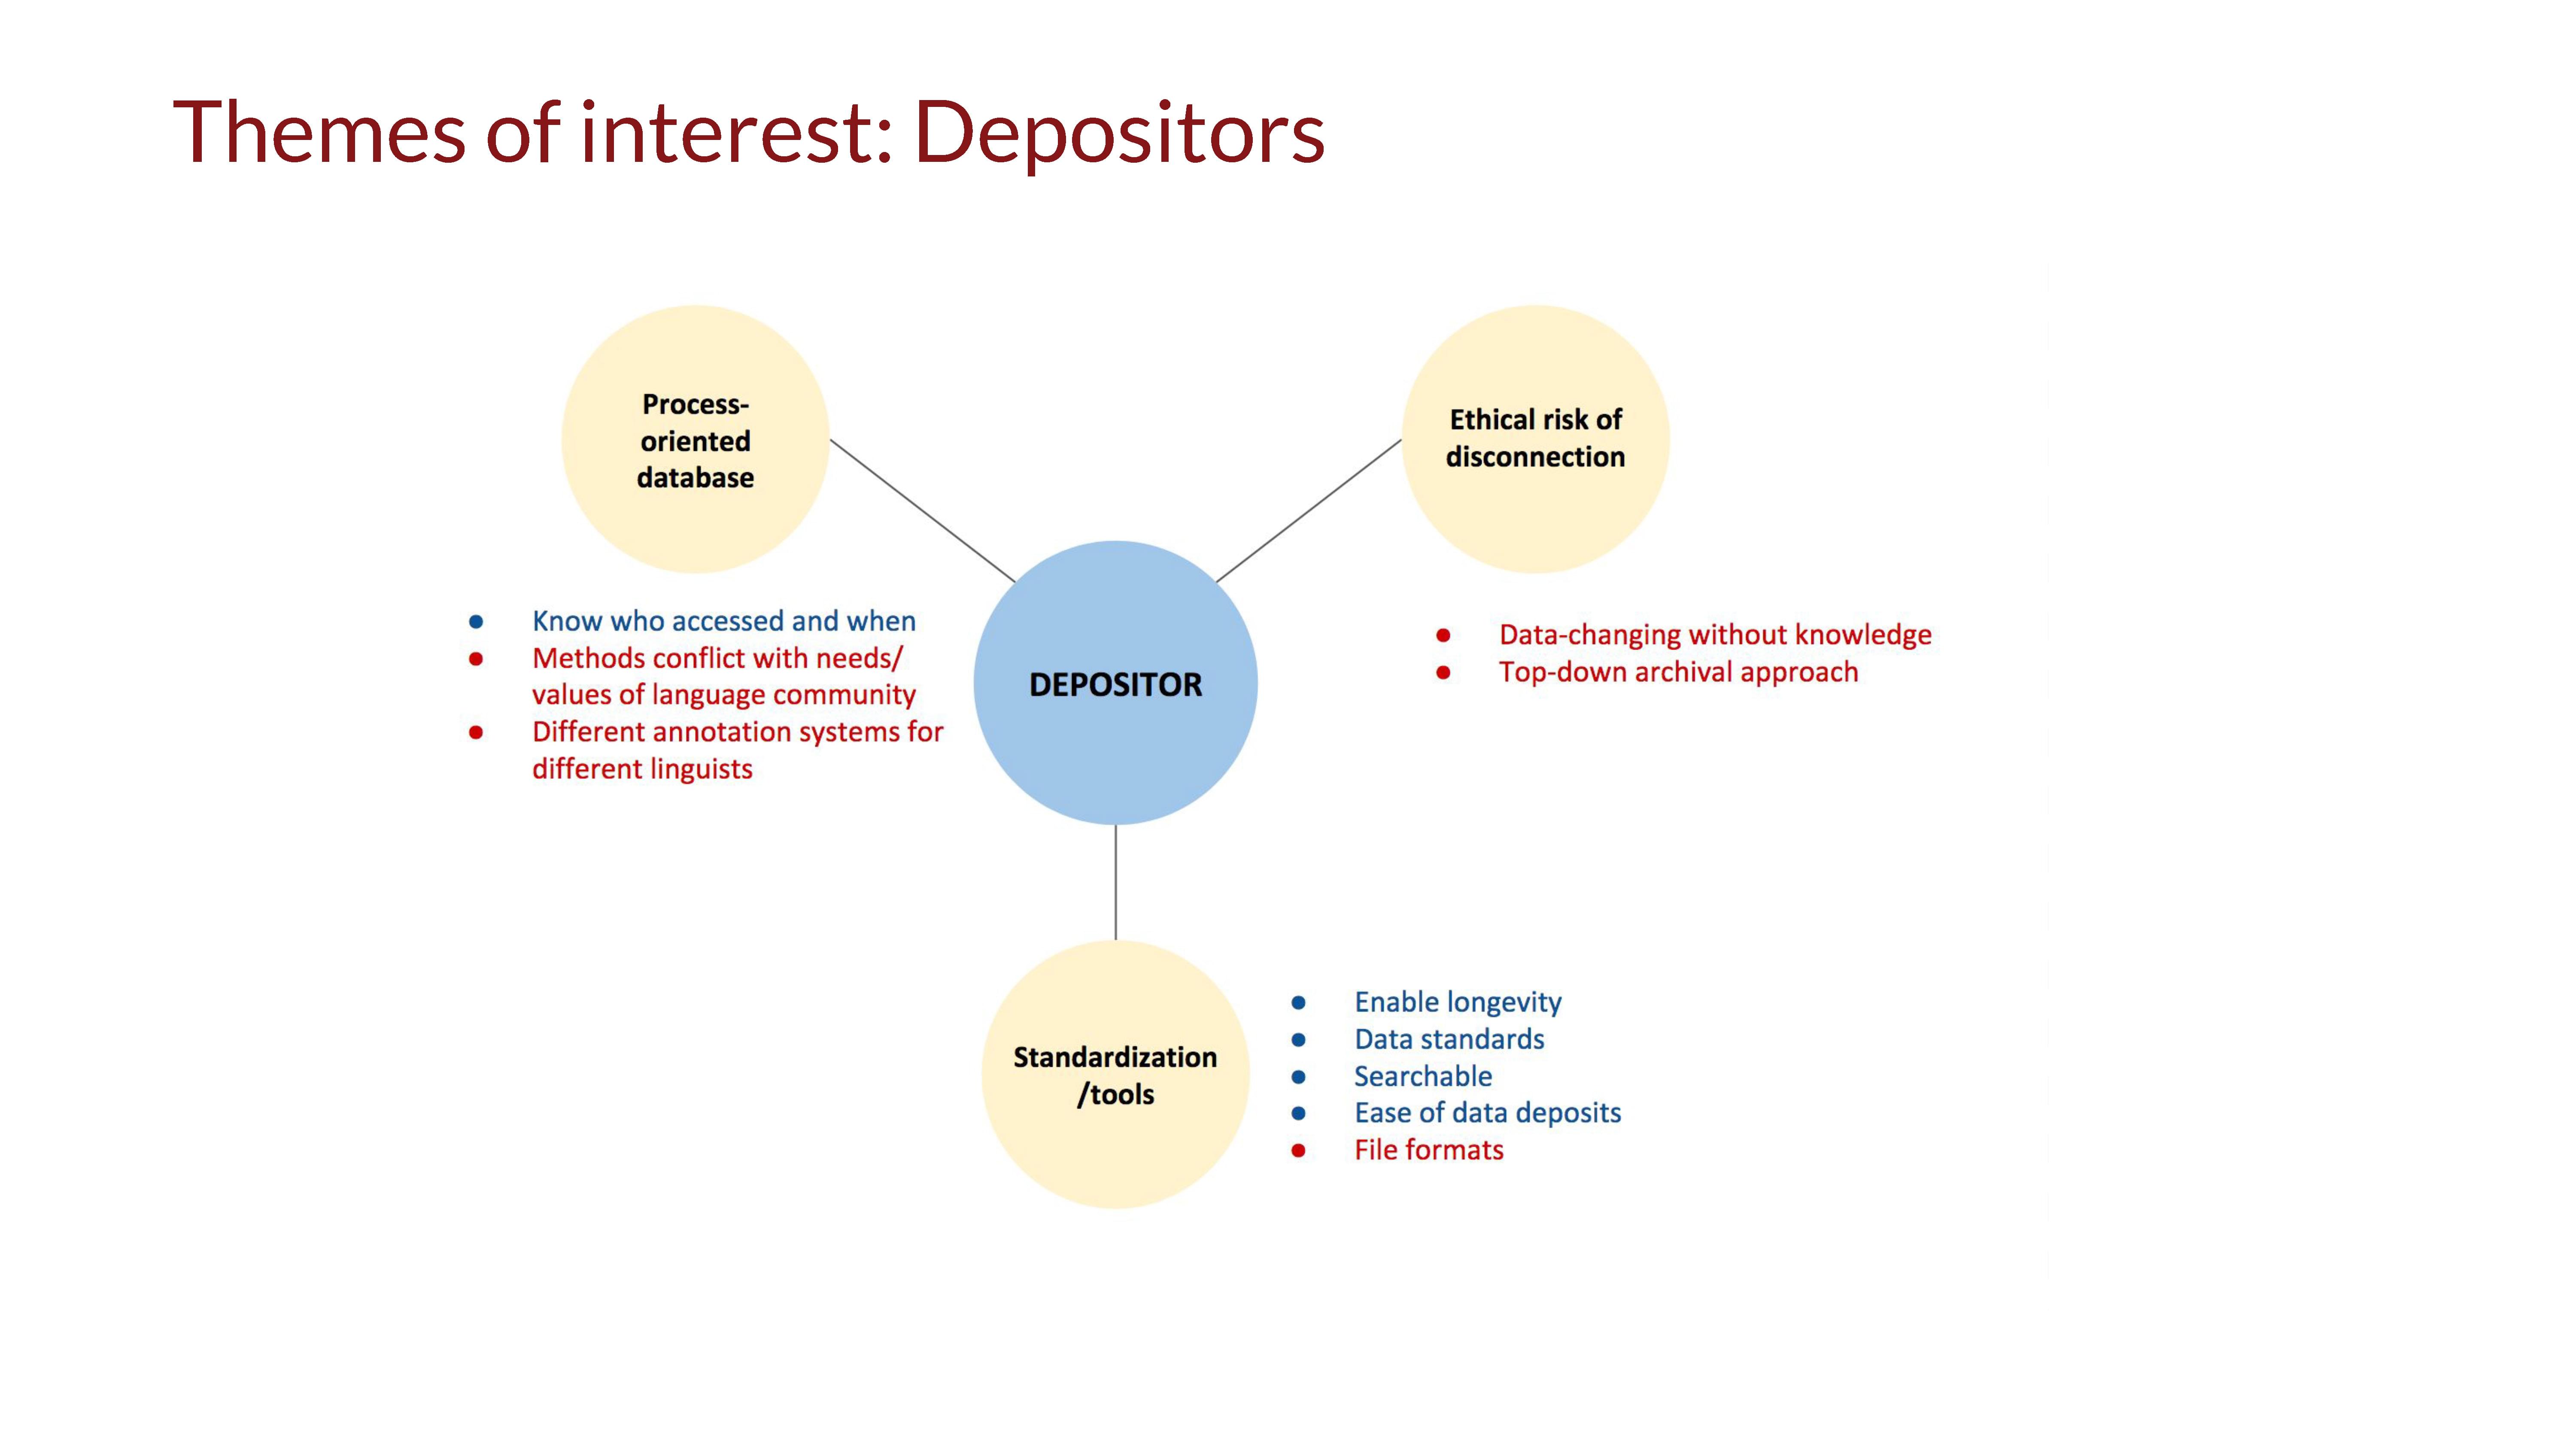 Themes of interest: Depositors
Process-
oriented
database
Ethical risk of
disconnection
● Know who accessed and when
● Methods conflict with needs/
values of language community
● Different annotation systems for
different linguists
DEPOSITOR
● Data-changing without knowledge
● Top-down archival approach
Standardization
/tools
● Enable longevity
● Data standards
● Searchable
● Ease of data deposits
● File formats